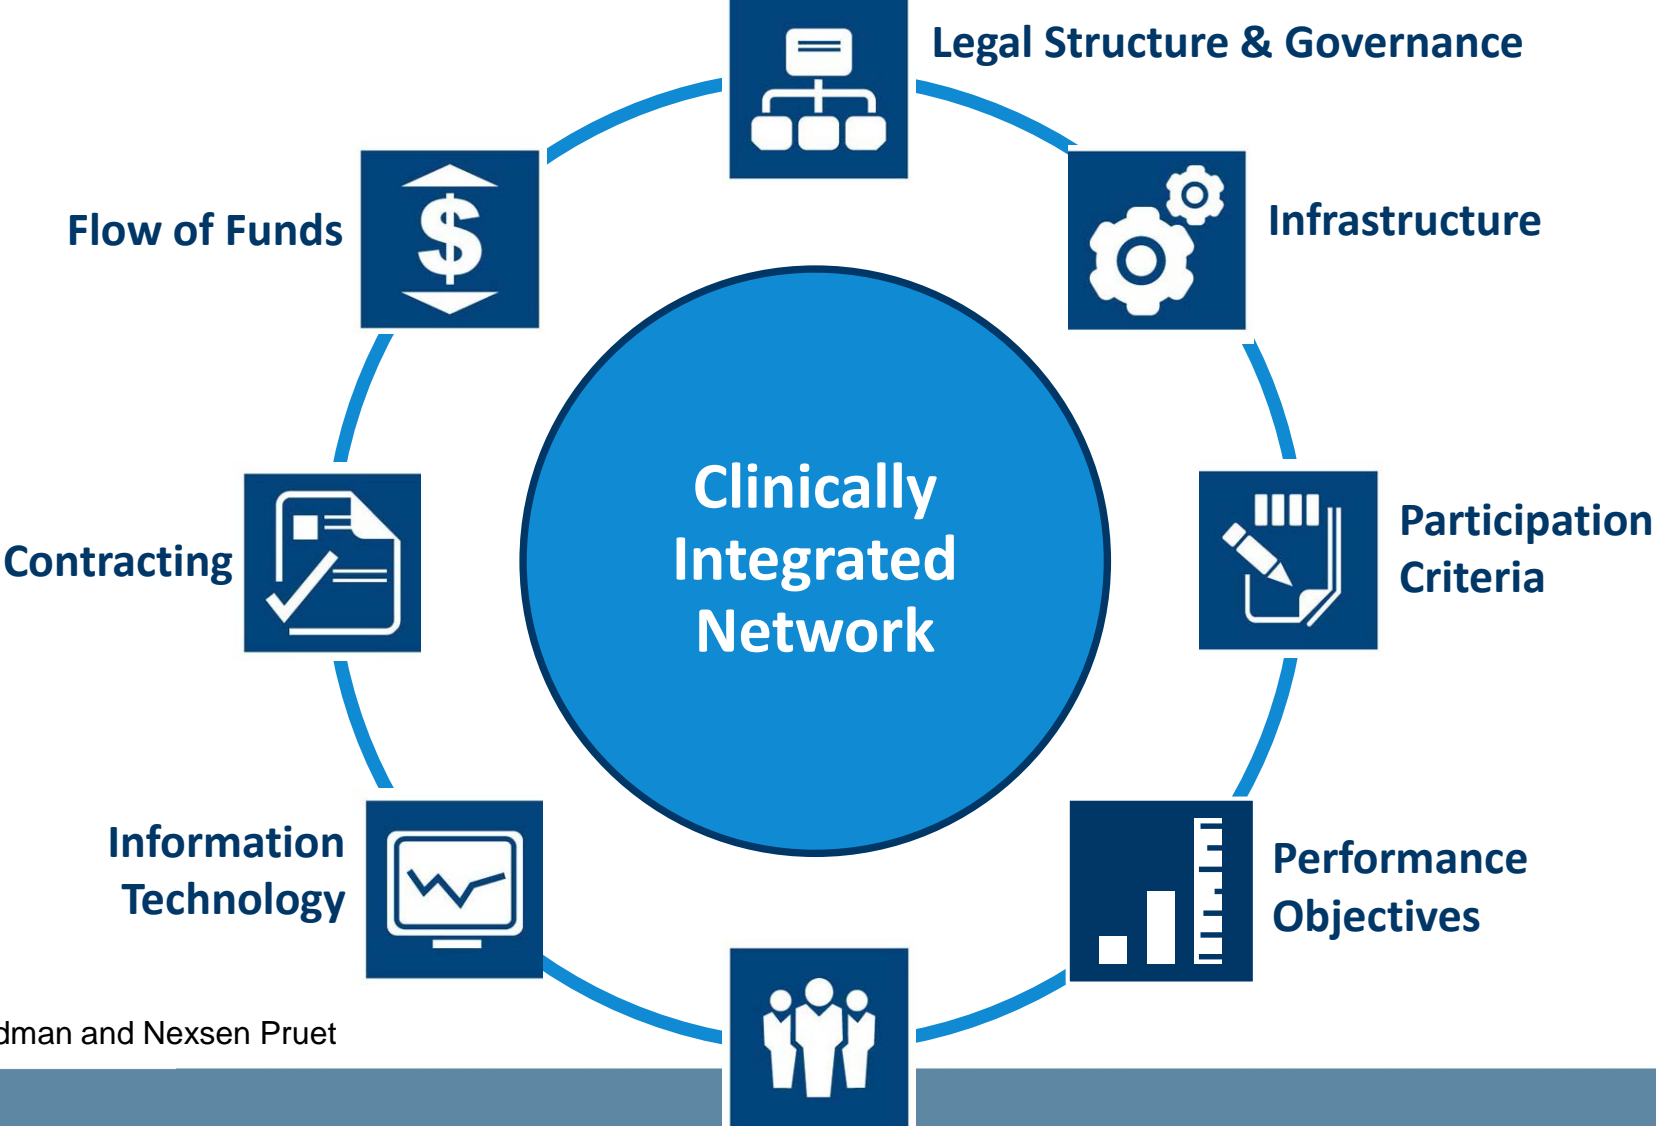 Legal Structure & Governance
Infrastructure
Flow of Funds
Clinically
Integrated
Network
Participation
Criteria
Contracting
Performance
Objectives
Information
Technology
and Nexsen Pruet